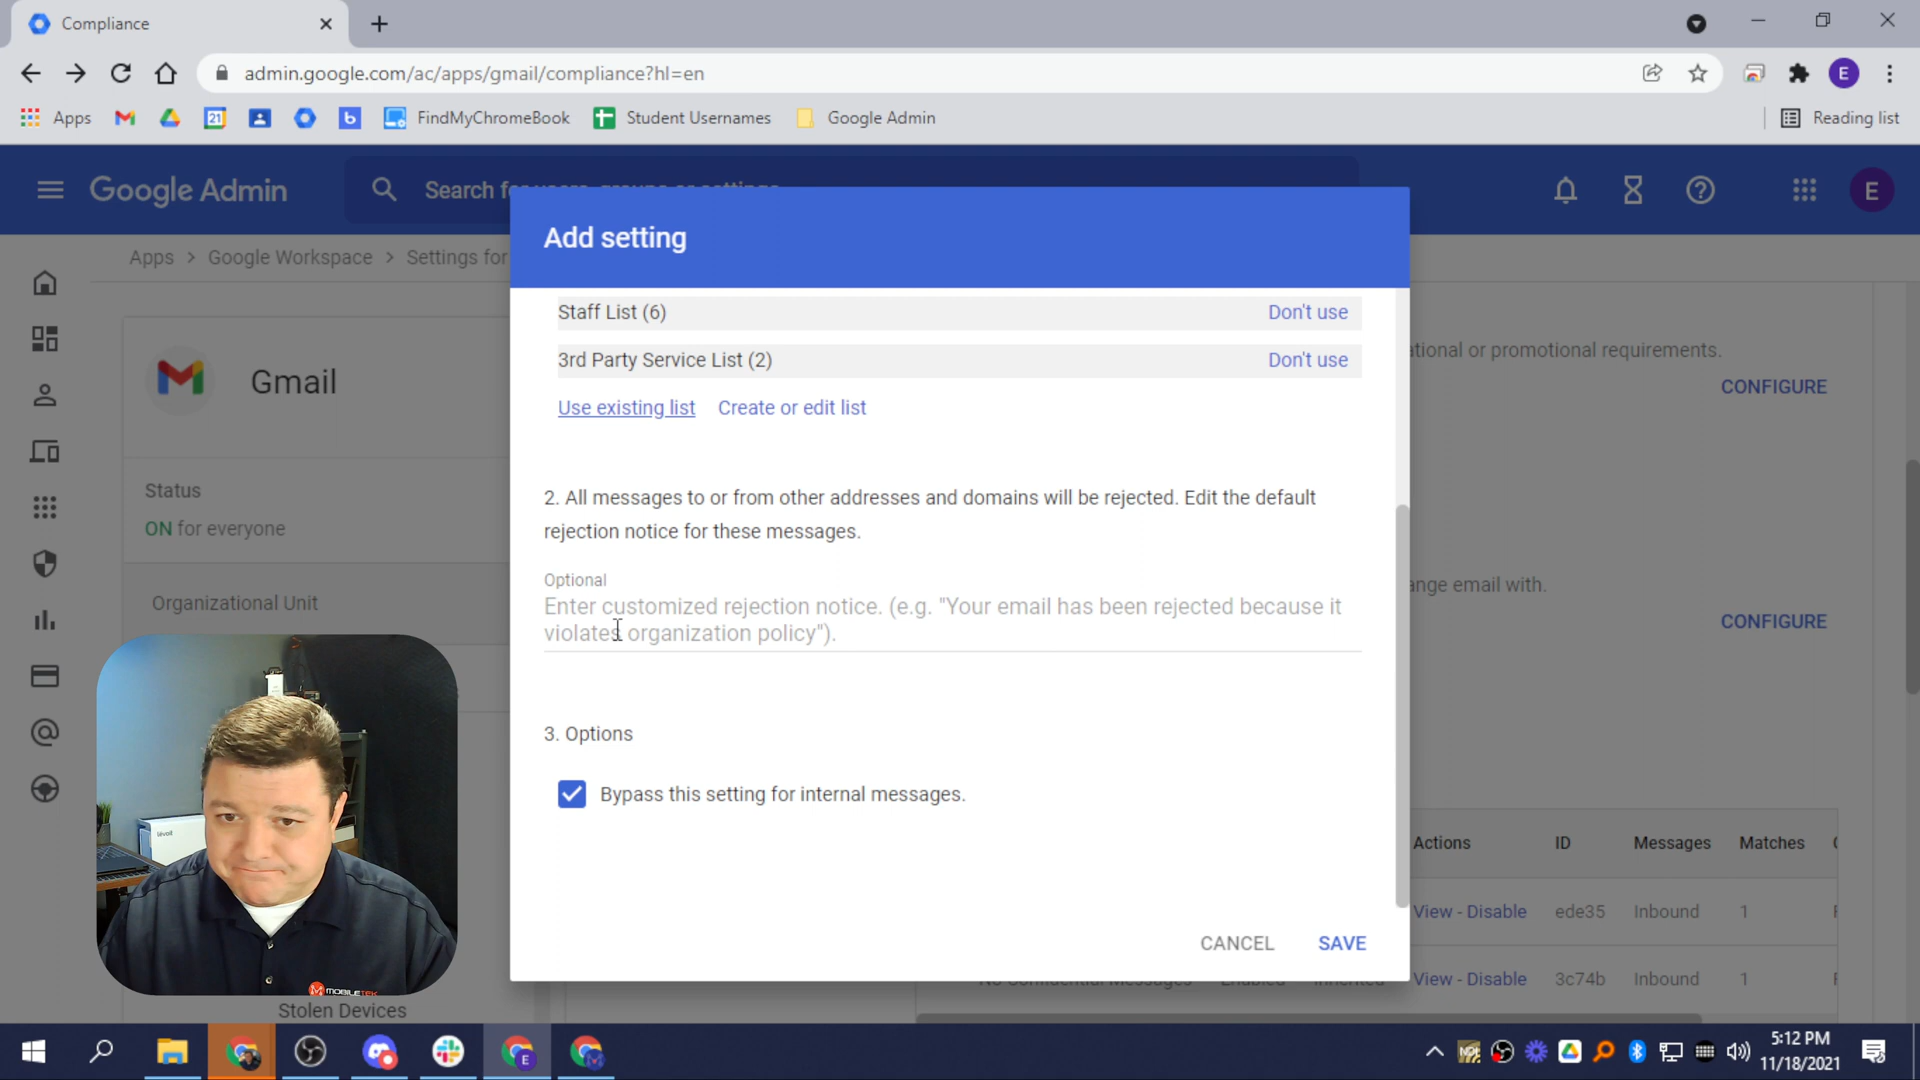 Compliance
admin.google.com/ac/apps/gmail/compliance?hl=en
E
Apps
21
b
FindMyChromeBook
Student Usernames
Google Admin
Reading list
Google Admin
Search for users, groups or settings
E
Apps > Google Workspace > Settings for
Add setting
Staff List (6)
Don't use
3rd Party Service List (2)
Don't use
Use existing list
Create or edit list
2. All messages to or from other addresses and domains will be rejected. Edit the default
rejection notice for these messages.
Optional
Enter customized rejection notice. (e.g. "Your email has been rejected because it
violates organization policy").
3. Options
Bypass this setting for internal messages.
CANCEL
SAVE
Gmail
Status
ON for everyone
Organizational Unit
Stolen Devices
ational or promotional requirements.
CONFIGURE
ange email with.
CONFIGURE
Actions ID Messages Matches
View - Disable ede35 Inbound 1
View - Disable 3c74b Inbound 1
No Confidential Messages Enabled Inherited
lévoit
MOBILETEK
E
5:12 PM
11/18/2021